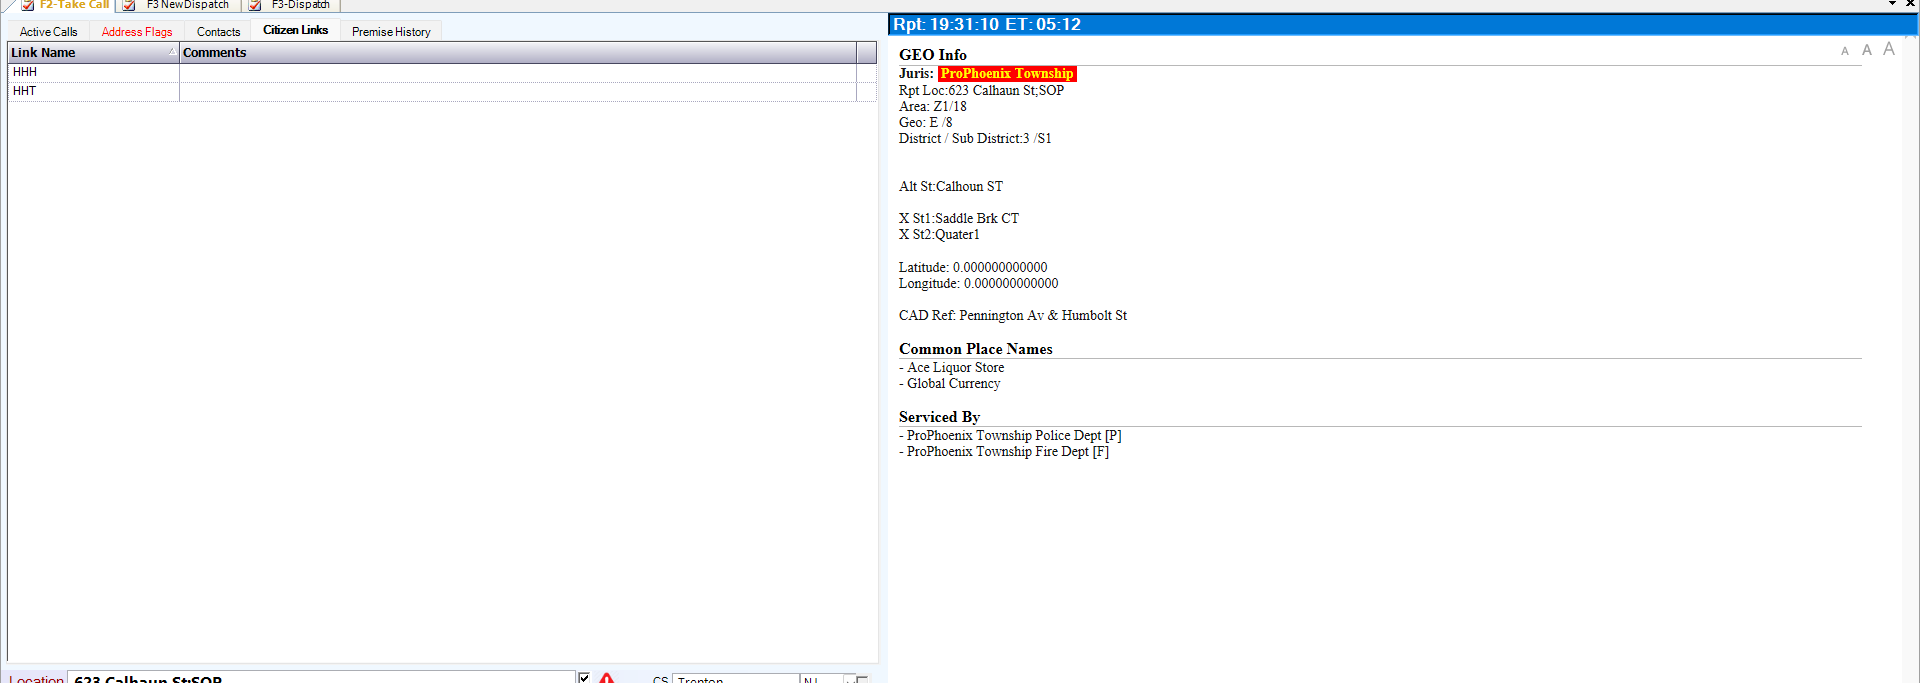 F2-Take Call F3 NewDispatch F3-Dispatch
Active Calls Address Flags Contacts Citizen Links Premise History
Link Name Comments
HHH
HHT
Location 623 Calhaun St;SOP CS Trenton NJ
Rpt: 19:31:10 ET: 05:12
A A A
GEO Info
Juris: ProPhoenix Township
Rpt Loc:623 Calhaun St;SOP
Area: Z1/18
Geo: E /8
District / Sub District:3 /S1
Alt St:Calhoun ST
X St1:Saddle Brk CT
X St2:Quater1
Latitude: 0.000000000000
Longitude: 0.000000000000
CAD Ref: Pennington Av & Humbolt St
Common Place Names
- Ace Liquor Store
- Global Currency
Serviced By
- ProPhoenix Township Police Dept [P]
- ProPhoenix Township Fire Dept [F]